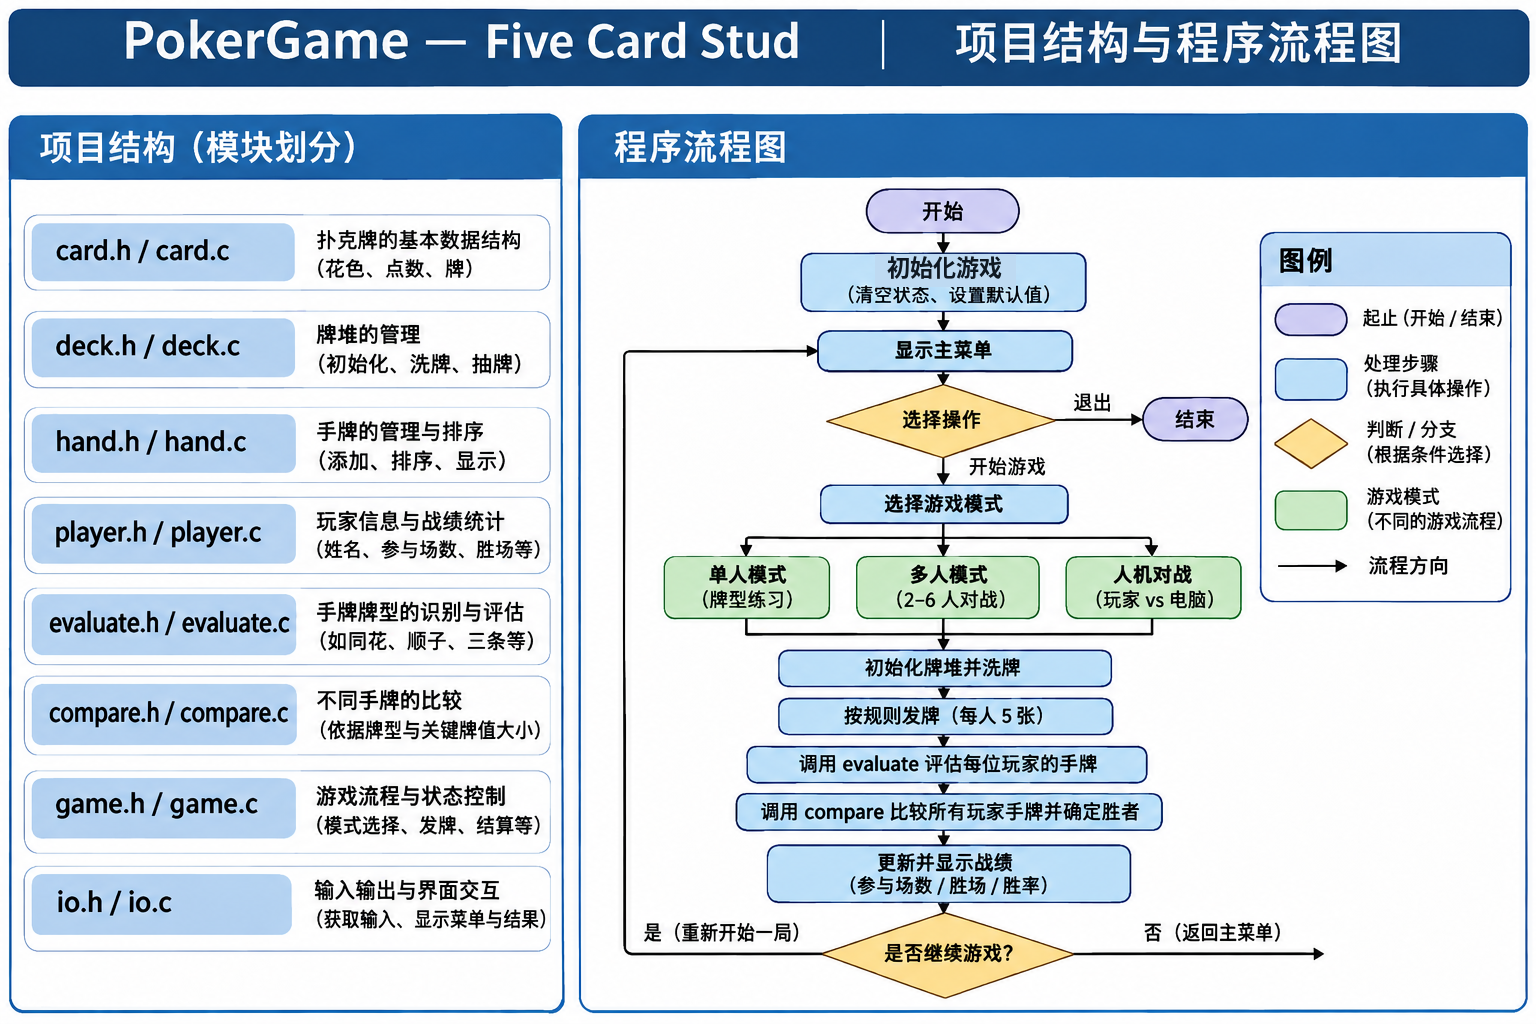 PokerGame — Five Card Stud | 项目结构与程序流程图
项目结构（模块划分）
card.h / card.c
扑克牌的基本数据结构
（花色、点数、牌）
deck.h / deck.c
牌堆的管理
（初始化、洗牌、抽牌）
hand.h / hand.c
手牌的管理与排序
（添加、排序、显示）
player.h / player.c
玩家信息与战绩统计
（姓名、参与场数、胜场等）
evaluate.h / evaluate.c
手牌牌型的识别与评估
（如同花、顺子、三条等）
compare.h / compare.c
不同手牌的比较
（依据牌型与关键牌值大小）
game.h / game.c
游戏流程与状态控制
（模式选择、发牌、结算等）
io.h / io.c
输入输出与界面交互
（获取输入、显示菜单与结果）
程序流程图
开始
初始化游戏
（清空状态、设置默认值）
显示主菜单
选择操作
退出
结束
开始游戏
选择游戏模式
单人模式
（牌型练习）
多人模式
（2–6 人对战）
人机对战
（玩家 vs 电脑）
初始化牌堆并洗牌
按规则发牌（每人 5 张）
调用 evaluate 评估每位玩家的手牌
调用 compare 比较所有玩家手牌并确定胜者
更新并显示战绩
（参与场数 / 胜场 / 胜率）
是（重新开始一局）
是否继续游戏？
否（返回主菜单）
图例
起止（开始 / 结束）
处理步骤
（执行具体操作）
判断 / 分支
（根据条件选择）
游戏模式
（不同的游戏流程）
流程方向